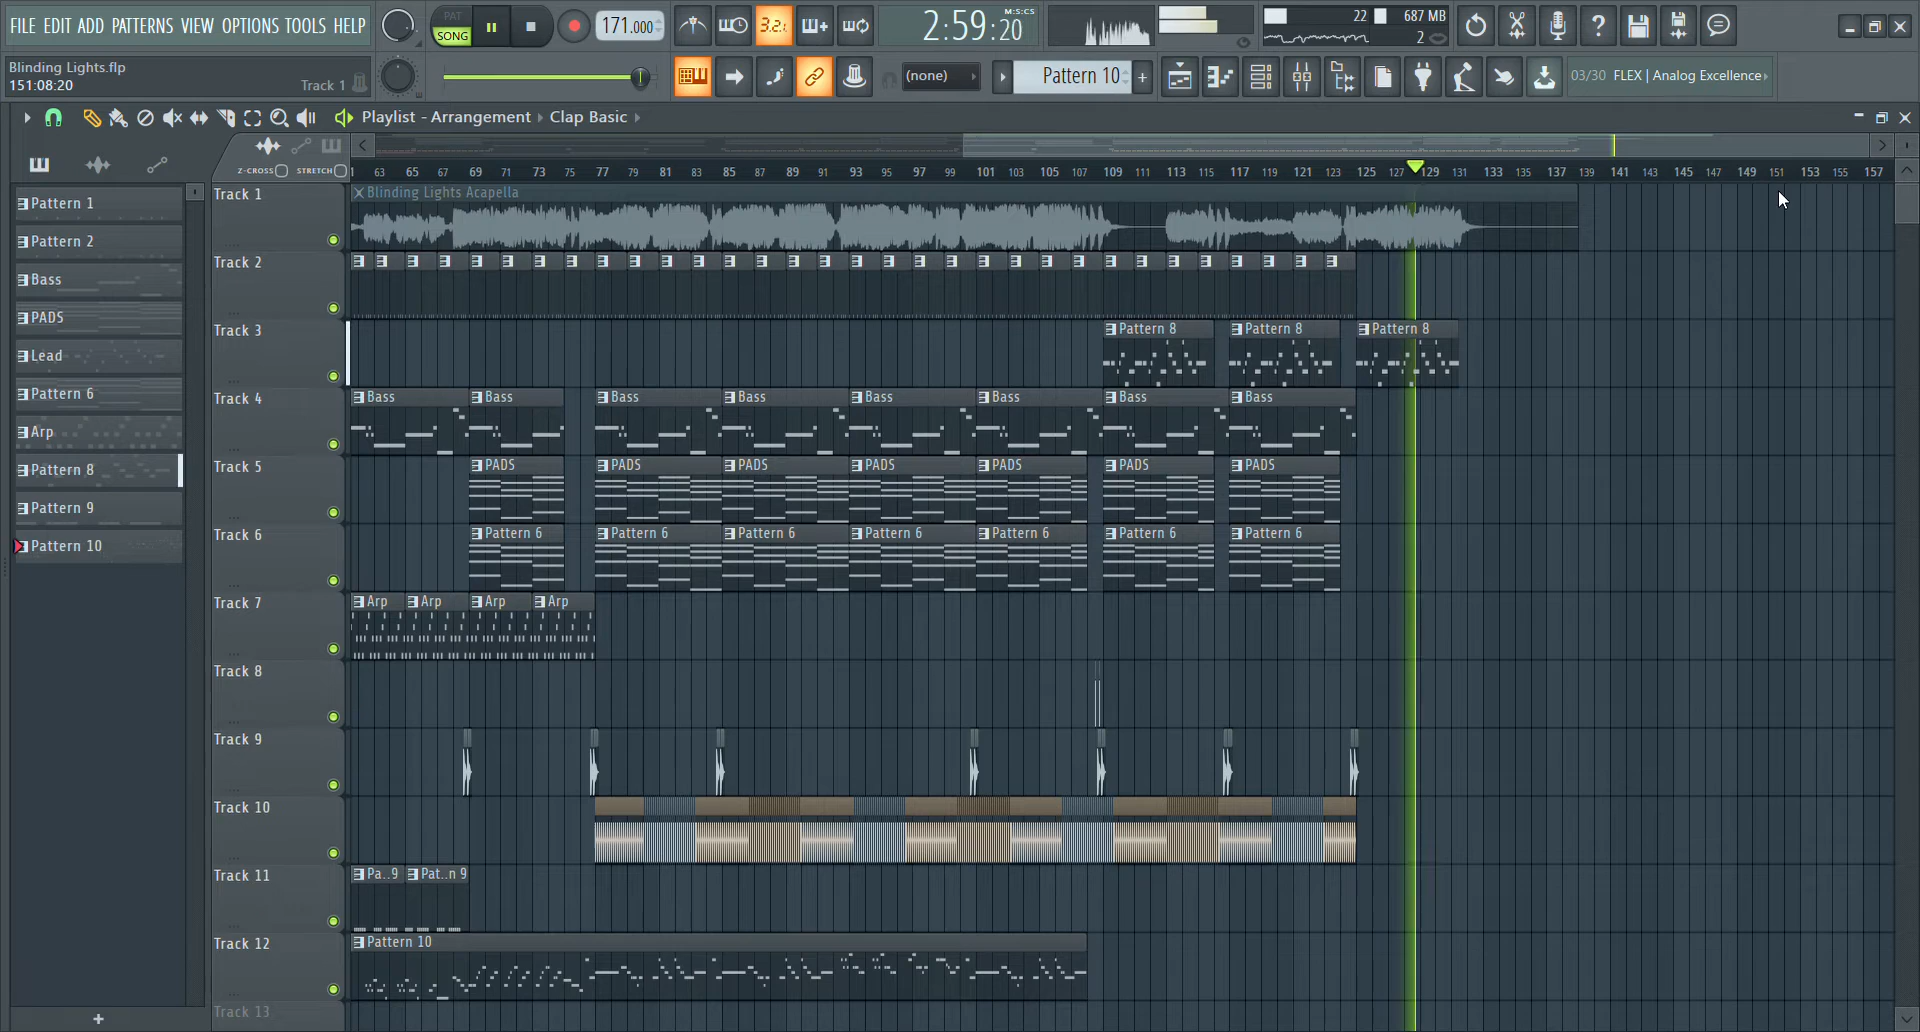 FILE EDIT ADD PATTERNS VIEW OPTIONS TOOLS HELP
PAT
SONG
171.000
3.2.
2:59:20
M:S:CS
22
687 MB
2
Blinding Lights.flp
151:08:20
Track 1
(none)
Pattern 10
+
03/30 FLEX | Analog Excellence
Playlist - Arrangement › Clap Basic ›
Z-CROSS
STRETCH
63 65 67 69 71 73 75 77 79 81 83 85 87 89 91 93 95 97 99 101 103 105 107 109 111 113 115 117 119 121 123 125 127 129 131 133 135 137 139 141 143 145 147 149 151 153 155 157
Pattern 1
Pattern 2
Bass
PADS
Lead
Pattern 6
Arp
Pattern 8
Pattern 9
Pattern 10
+
Track 1
Blinding Lights Acapella
Track 2
Track 3
Pattern 8 Pattern 8 Pattern 8
Track 4
Bass Bass Bass Bass Bass Bass Bass Bass
Track 5
PADS PADS PADS PADS PADS PADS PADS
Track 6
Pattern 6 Pattern 6 Pattern 6 Pattern 6 Pattern 6 Pattern 6 Pattern 6
Track 7
Arp Arp Arp Arp
Track 8
Track 9
Track 10
Track 11
Pa..9 Pat..n 9
Track 12
Pattern 10
Track 13